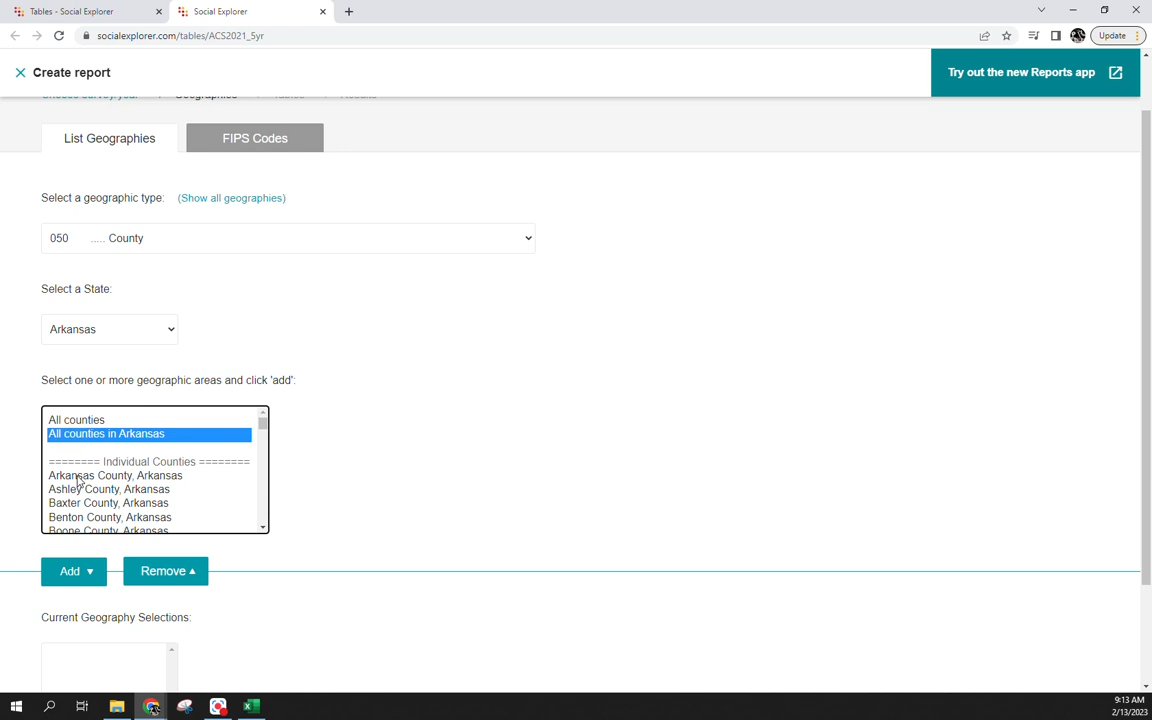 Tables - Social Explorer
Social Explorer
socialexplorer.com/tables/ACS2021_5yr
Update
Create report
Try out the new Reports app
Choose survey/year Geographies Tables Results
List Geographies
FIPS Codes
Select a geographic type: (Show all geographies)
050 ..... County
Select a State:
Arkansas
Select one or more geographic areas and click 'add':
All counties
All counties in Arkansas
======== Individual Counties ========
Arkansas County, Arkansas
Ashley County, Arkansas
Baxter County, Arkansas
Benton County, Arkansas
Boone County, Arkansas
Add
Remove
Current Geography Selections:
9:13 AM
2/13/2023